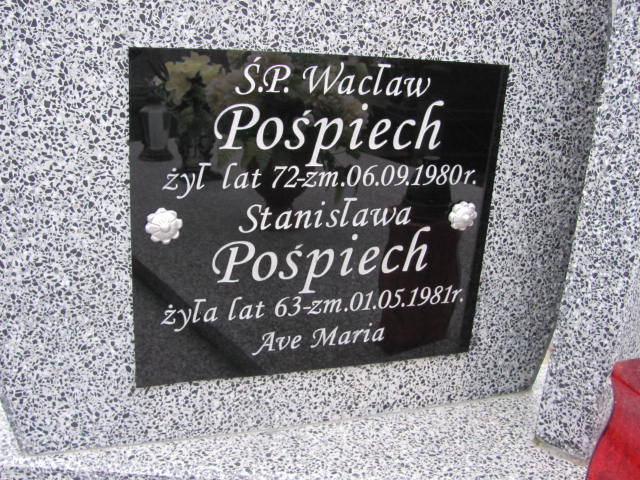 Ś.P. Wacław
Pośpiech
żył lat 72-zm.06.09.1980r.
Stanisława
Pośpiech
żyła lat 63-zm.01.05.1981r.
Ave Maria